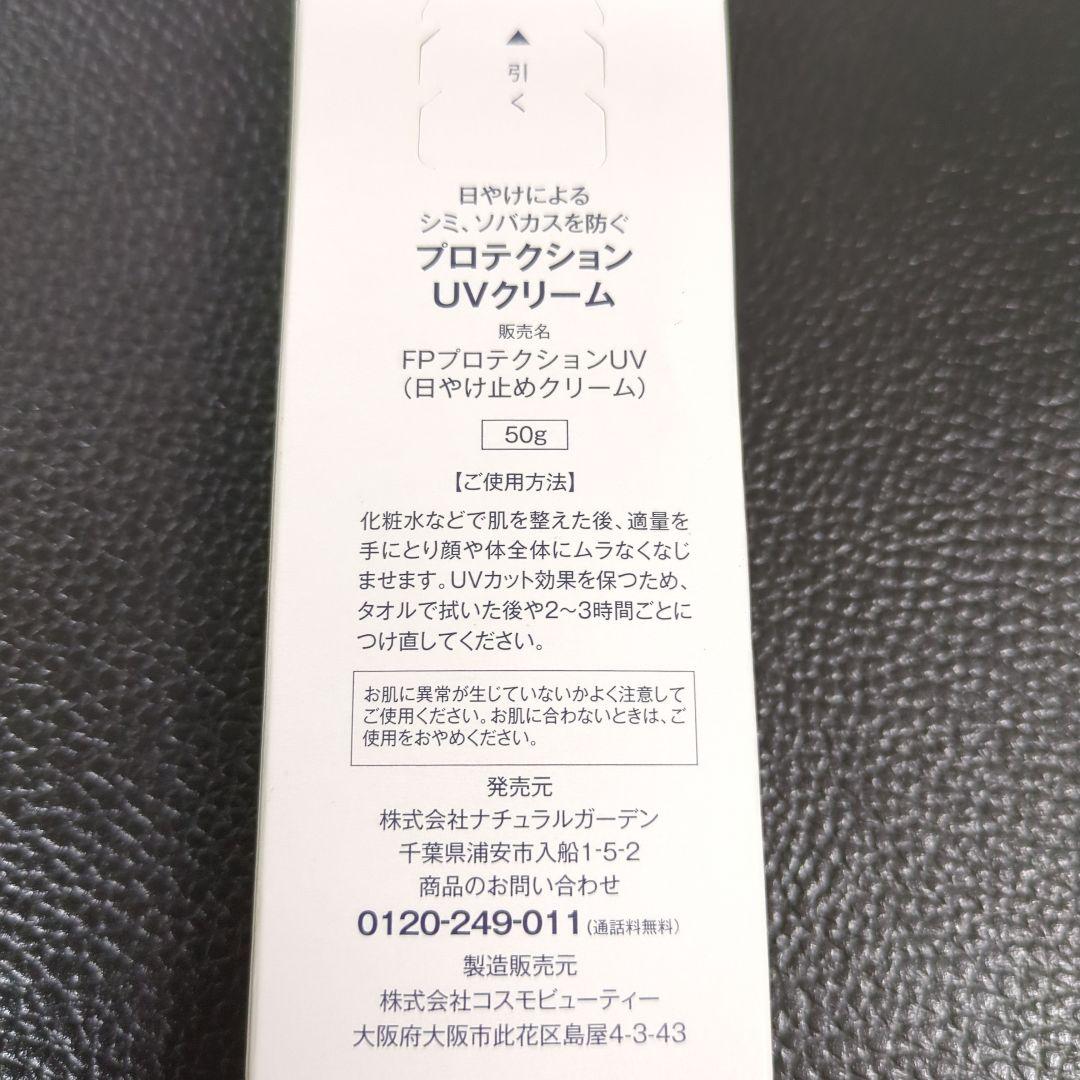 ▲
引
く
日やけによる
シミ、ソバカスを防ぐ
プロテクション
UVクリーム
販売名
FPプロテクションUV
（日やけ止めクリーム）
50g
【ご使用方法】
化粧水などで肌を整えた後、適量を
手にとり顔や体全体にムラなくなじ
ませます。UVカット効果を保つため、
タオルで拭いた後や2〜3時間ごとに
つけ直してください。
お肌に異常が生じていないかよく注意して
ご使用ください。お肌に合わないときは、ご
使用をおやめください。
発売元
株式会社ナチュラルガーデン
千葉県浦安市入船1-5-2
商品のお問い合わせ
0120-249-011（通話料無料）
製造販売元
株式会社コスモビューティー
大阪府大阪市此花区島屋4-3-43